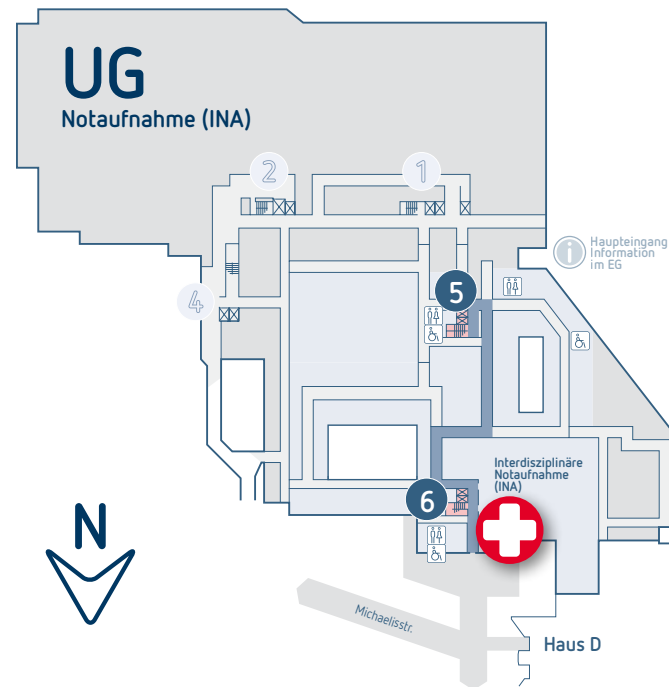 UG
Notaufnahme (INA)
2
1
Haupteingang
Information
im EG
i
5
4
Interdisziplinäre
Notaufnahme
(INA)
6
N
Michaelisstr.
Haus D